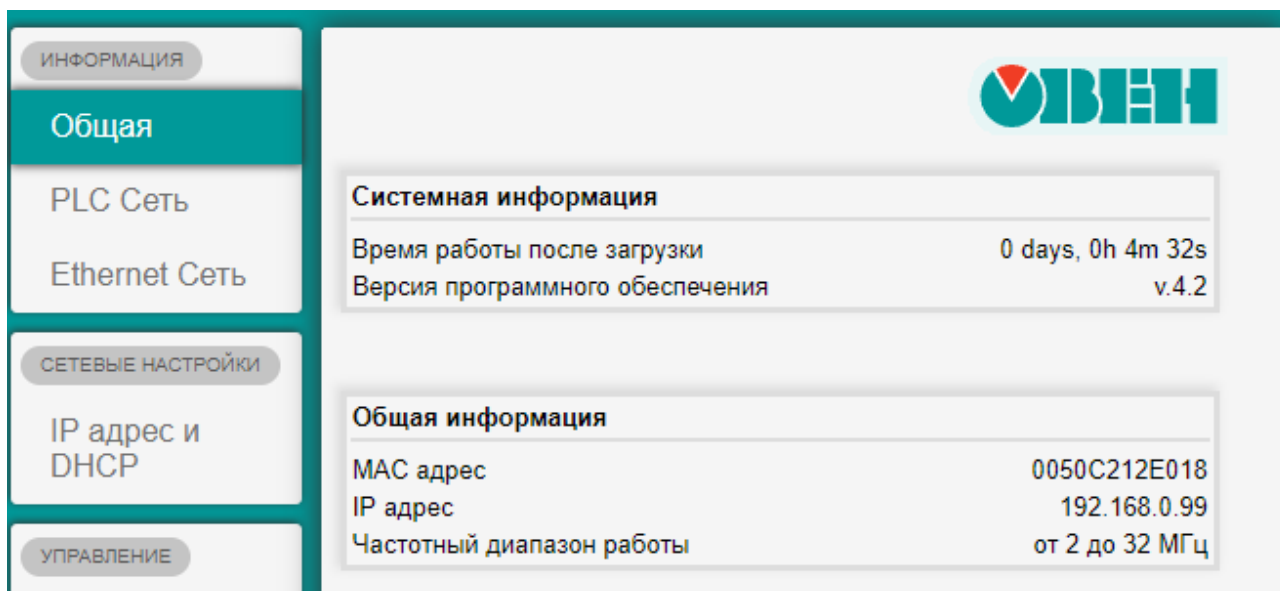 ИНФОРМАЦИЯ
Общая
PLC Сеть
Ethernet Сеть
СЕТЕВЫЕ НАСТРОЙКИ
IP адрес и
DHCP
УПРАВЛЕНИЕ
ОВЕН
Системная информация
Время работы после загрузки 0 days, 0h 4m 32s
Версия программного обеспечения v.4.2
Общая информация
MAC адрес 0050C212E018
IP адрес 192.168.0.99
Частотный диапазон работы от 2 до 32 МГц